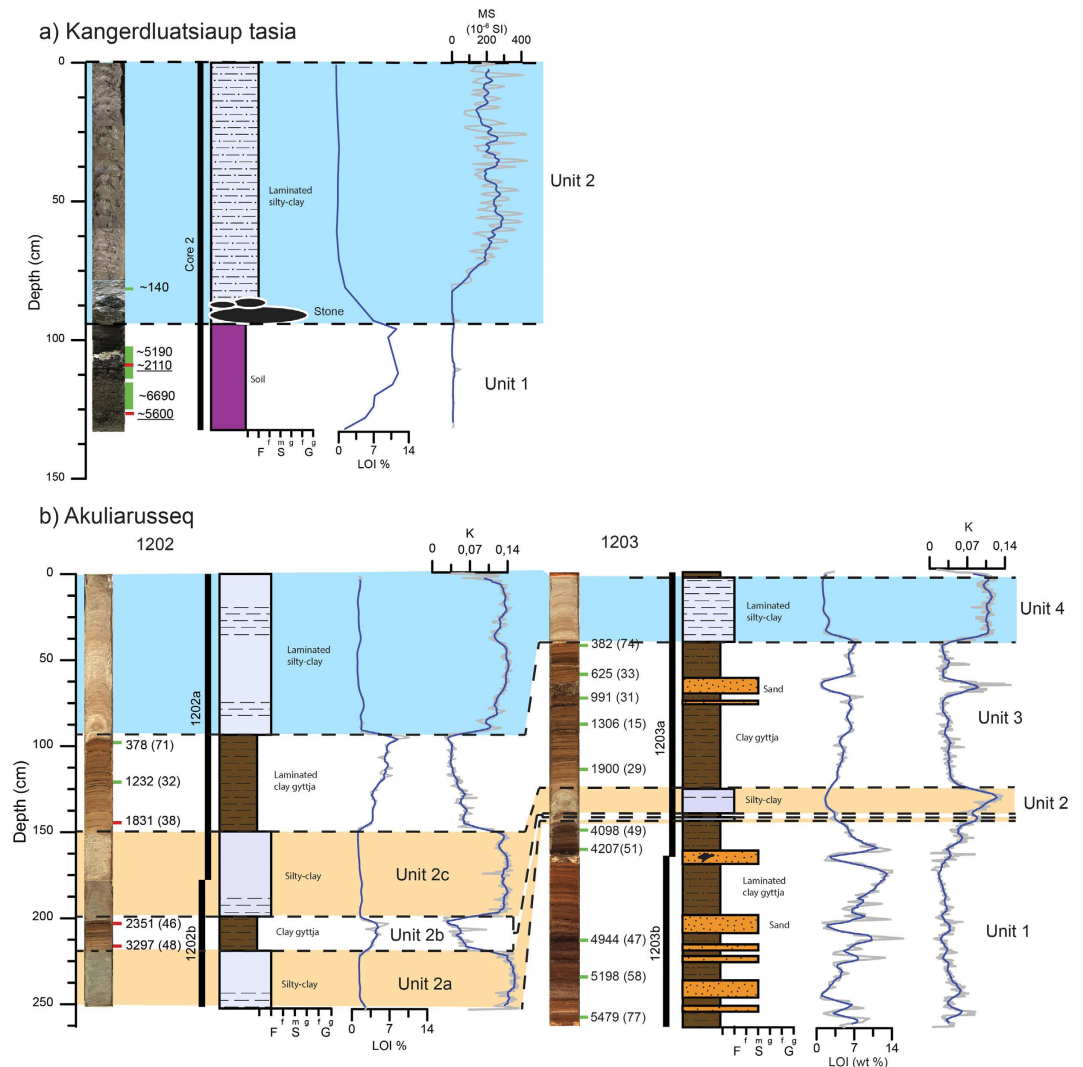 a) Kangerdluatsiaup tasia
MS
(10⁻⁶ SI)
0 200 400
0
50
100
150
Depth (cm)
Core 2
~140
~5190
~2110
~6690
~5600
Laminated
silty-clay
Stone
Soil
Unit 2
Unit 1
f m g f g
F S G
0 7 14
LOI %
b) Akuliarusseq
1202
K
0 0,07 0,14
1203
K
0 0,07 0,14
0
50
100
150
200
250
Depth (cm)
1202a
1202b
378 (71)
1232 (32)
1831 (38)
2351 (46)
3297 (48)
Laminated
silty-clay
Laminated
clay gyttja
Silty-clay
Clay gyttja
Silty-clay
Unit 2c
Unit 2b
Unit 2a
f m g f g
F S G
0 7 14
LOI %
1203a
1203b
382 (74)
625 (33)
991 (31)
1306 (15)
1900 (29)
4098 (49)
4207(51)
4944 (47)
5198 (58)
5479 (77)
Laminated
silty-clay
Sand
Clay gyttja
Silty-clay
Laminated
clay gyttja
Sand
Unit 4
Unit 3
Unit 2
Unit 1
f m g f g
F S G
0 7 14
LOI (wt %)